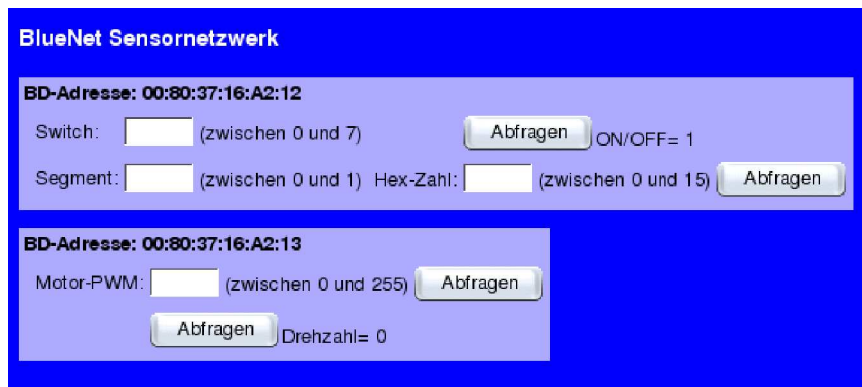 BlueNet Sensornetzwerk
BD-Adresse: 00:80:37:16:A2:12
Switch: (zwischen 0 und 7) Abfragen ON/OFF= 1
Segment: (zwischen 0 und 1) Hex-Zahl: (zwischen 0 und 15) Abfragen
BD-Adresse: 00:80:37:16:A2:13
Motor-PWM: (zwischen 0 und 255) Abfragen
Abfragen Drehzahl= 0